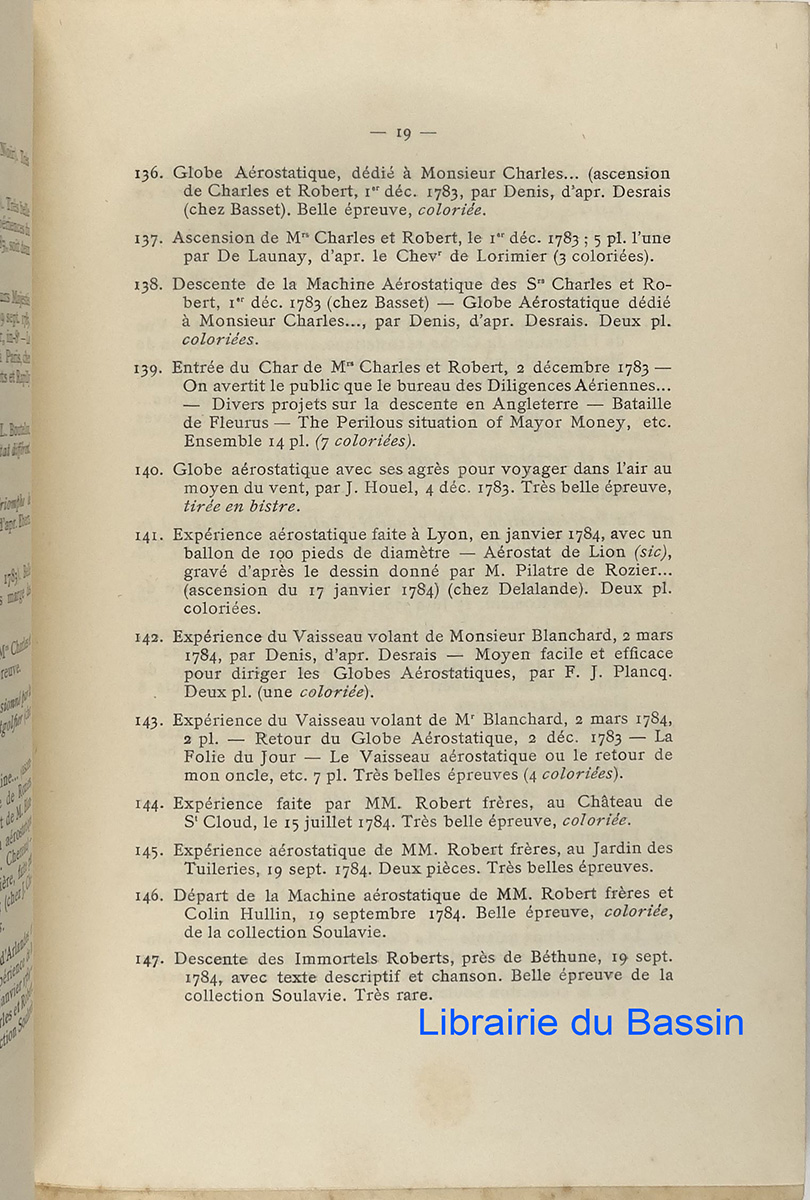 — 19 —
136. Globe Aérostatique, dédié à Monsieur Charles... (ascension
de Charles et Robert, 1er déc. 1783, par Denis, d'apr. Desrais
(chez Basset). Belle épreuve, coloriée.
137. Ascension de Mrs Charles et Robert, le 1er déc. 1783 ; 5 pl. l'une
par De Launay, d'apr. le Chevr de Lorimier (3 coloriées).
138. Descente de la Machine Aérostatique des Srs Charles et Ro-
bert, 1er déc. 1783 (chez Basset) — Globe Aérostatique dédié
à Monsieur Charles..., par Denis, d'apr. Desrais. Deux pl.
coloriées.
139. Entrée du Char de Mrs Charles et Robert, 2 décembre 1783 —
On avertit le public que le bureau des Diligences Aériennes...
— Divers projets sur la descente en Angleterre — Bataille
de Fleurus — The Perilous situation of Mayor Money, etc.
Ensemble 14 pl. (7 coloriées).
140. Globe aérostatique avec ses agrès pour voyager dans l'air au
moyen du vent, par J. Houel, 4 déc. 1783. Très belle épreuve,
tirée en bistre.
141. Expérience aérostatique faite à Lyon, en janvier 1784, avec un
ballon de 100 pieds de diamètre — Aérostat de Lion (sic),
gravé d'après le dessin donné par M. Pilatre de Rozier...
(ascension du 17 janvier 1784) (chez Delalande). Deux pl.
coloriées.
142. Expérience du Vaisseau volant de Monsieur Blanchard, 2 mars
1784, par Denis, d'apr. Desrais — Moyen facile et efficace
pour diriger les Globes Aérostatiques, par F. J. Plancq.
Deux pl. (une coloriée).
143. Expérience du Vaisseau volant de Mr Blanchard, 2 mars 1784,
2 pl. — Retour du Globe Aérostatique, 2 déc. 1783 — La
Folie du Jour — Le Vaisseau aérostatique ou le retour de
mon oncle, etc. 7 pl. Très belles épreuves (4 coloriées).
144. Expérience faite par MM. Robert frères, au Château de
St Cloud, le 15 juillet 1784. Très belle épreuve, coloriée.
145. Expérience aérostatique de MM. Robert frères, au Jardin des
Tuileries, 19 sept. 1784. Deux pièces. Très belles épreuves.
146. Départ de la Machine aérostatique de MM. Robert frères et
Colin Hullin, 19 septembre 1784. Belle épreuve, coloriée,
de la collection Soulavie.
147. Descente des Immortels Roberts, près de Béthune, 19 sept.
1784, avec texte descriptif et chanson. Belle épreuve de la
collection Soulavie. Très rare.
Librairie du Bassin